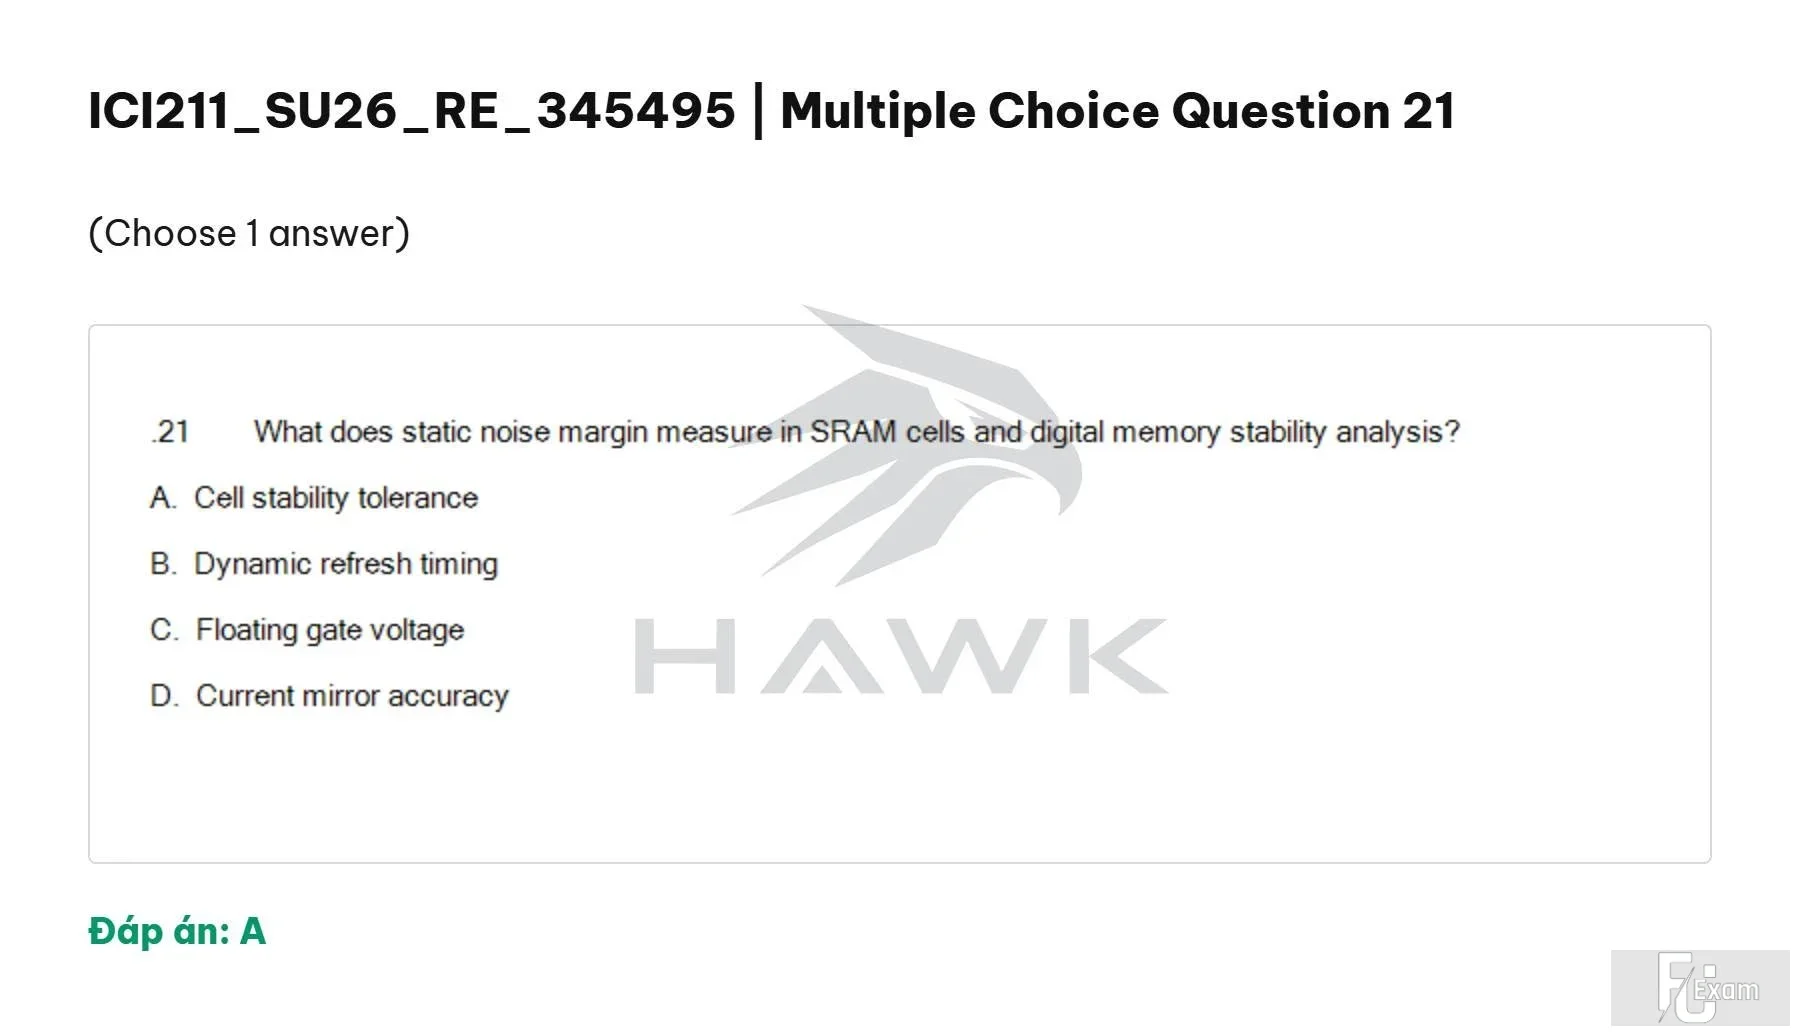 ICI211_SU26_RE_345495 | Multiple Choice Question 21
(Choose 1 answer)
.21 What does static noise margin measure in SRAM cells and digital memory stability analysis?
A. Cell stability tolerance
B. Dynamic refresh timing
C. Floating gate voltage
D. Current mirror accuracy
HAWK
Đáp án: A
FU Exam